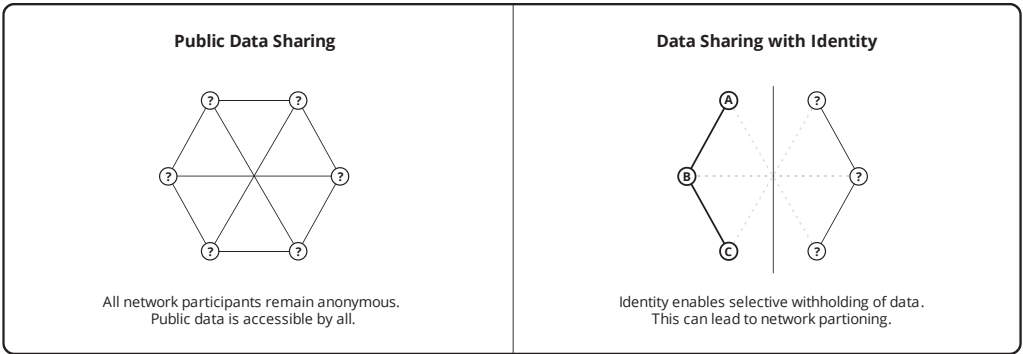 Public Data Sharing
?
?
?
?
?
?
All network participants remain anonymous.
Public data is accessible by all.
Data Sharing with Identity
A
?
B
?
C
?
Identity enables selective withholding of data.
This can lead to network partioning.